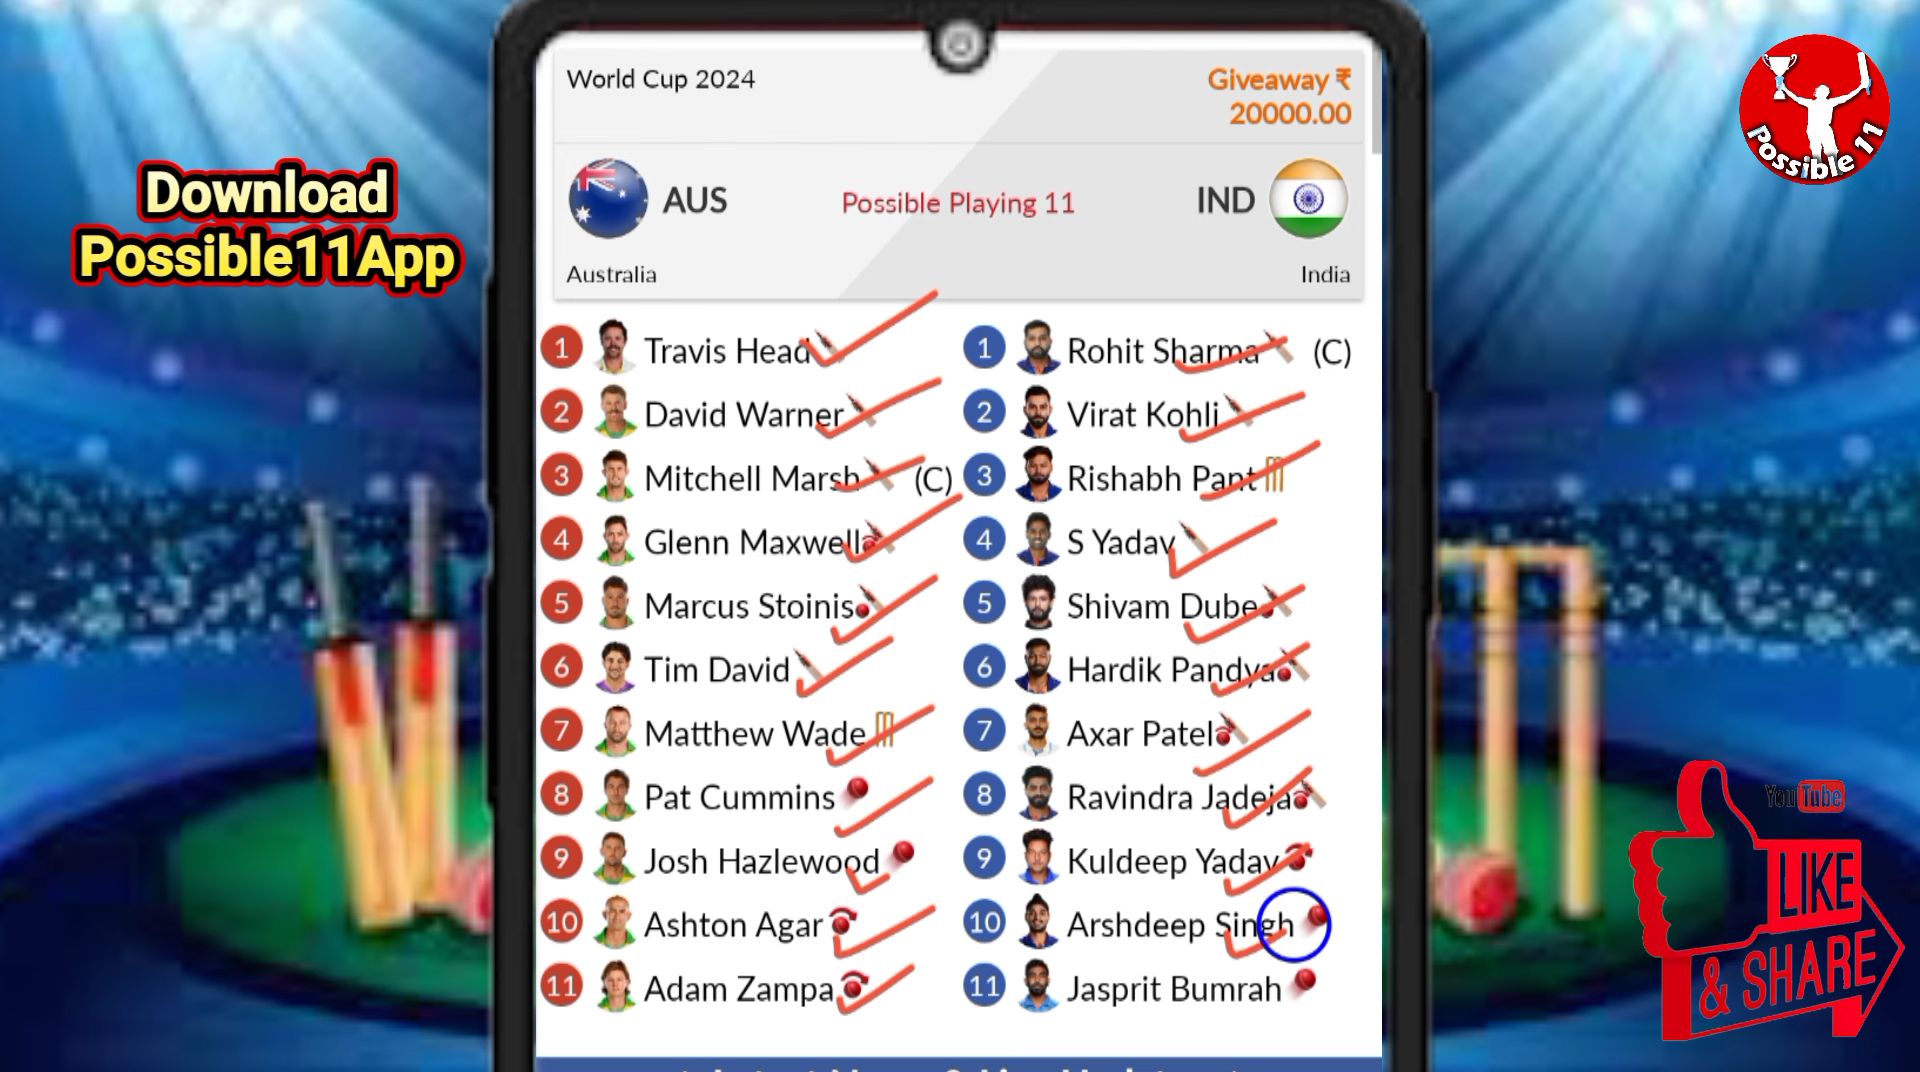 World Cup 2024
Giveaway ₹
20000.00
Possible 11
Download
Possible11App
AUS
Possible Playing 11
IND
Australia
India
1 Travis Head
2 David Warner
3 Mitchell Marsh (C)
4 Glenn Maxwell
5 Marcus Stoinis
6 Tim David
7 Matthew Wade
8 Pat Cummins
9 Josh Hazlewood
10 Ashton Agar
11 Adam Zampa
1 Rohit Sharma (C)
2 Virat Kohli
3 Rishabh Pant
4 S Yadav
5 Shivam Dube
6 Hardik Pandya
7 Axar Patel
8 Ravindra Jadeja
9 Kuldeep Yadav
10 Arshdeep Singh
11 Jasprit Bumrah
YouTube
LIKE
& SHARE